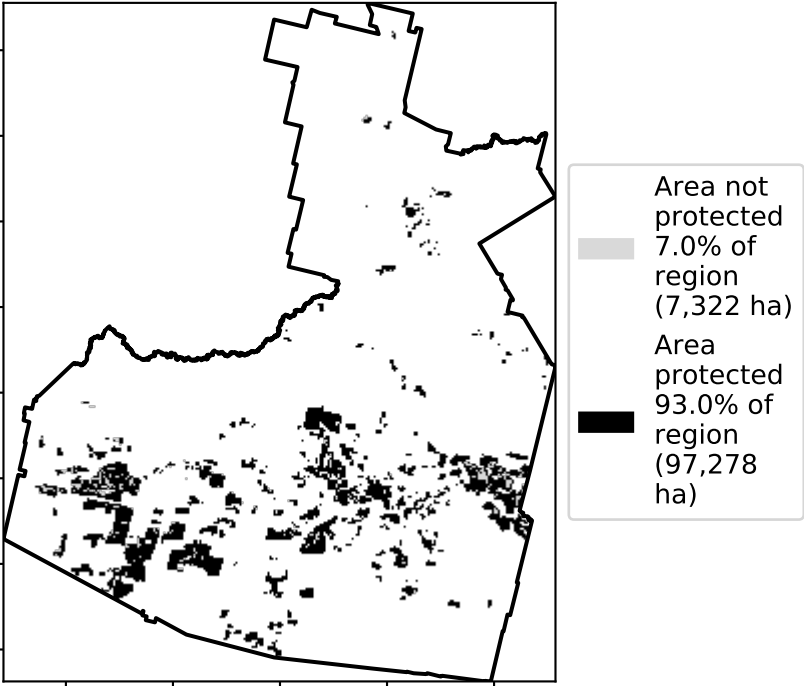 Area not
protected
7.0% of
region
(7,322 ha)
Area
protected
93.0% of
region
(97,278
ha)